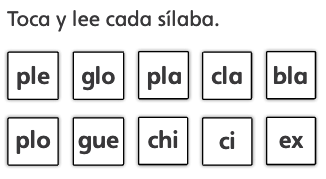 Toca y lee cada sílaba.
ple glo pla cla bla
plo gue chi ci ex